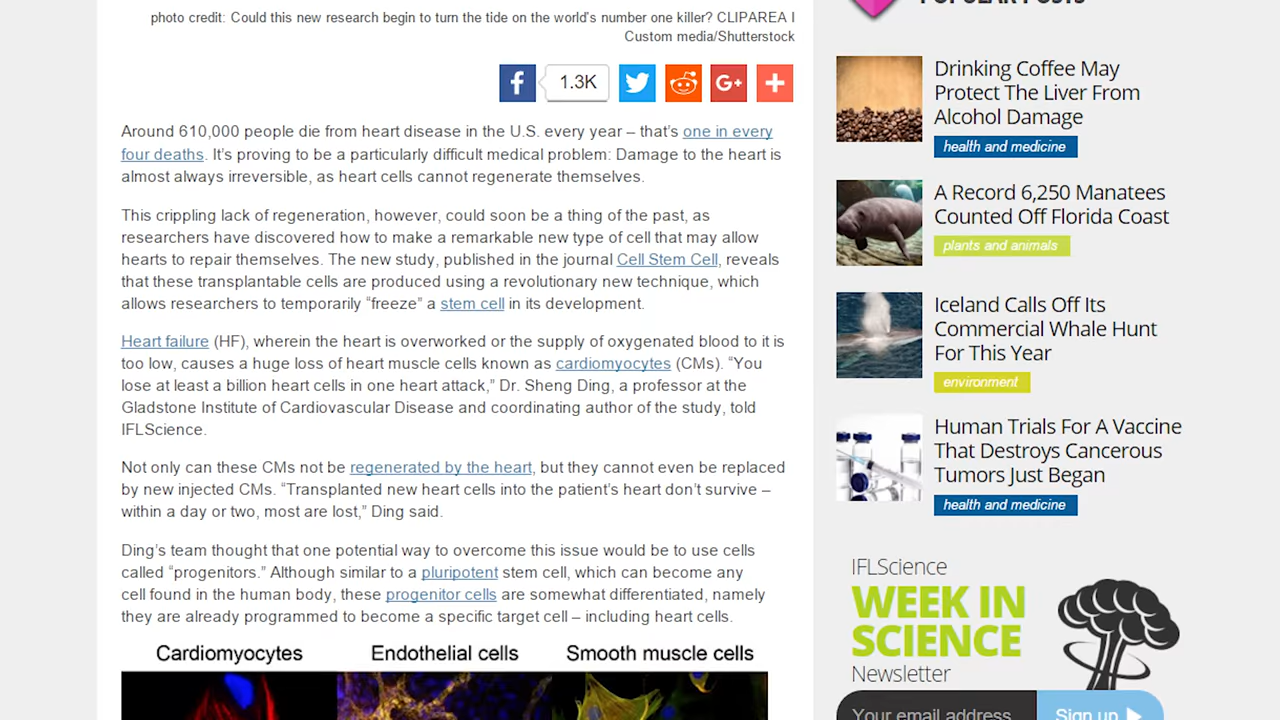 photo credit: Could this new research begin to turn the tide on the world's number one killer? CLIPAREA I
Custom media/Shutterstock
1.3K
Around 610,000 people die from heart disease in the U.S. every year – that's one in every
four deaths. It's proving to be a particularly difficult medical problem: Damage to the heart is
almost always irreversible, as heart cells cannot regenerate themselves.
This crippling lack of regeneration, however, could soon be a thing of the past, as
researchers have discovered how to make a remarkable new type of cell that may allow
hearts to repair themselves. The new study, published in the journal Cell Stem Cell, reveals
that these transplantable cells are produced using a revolutionary new technique, which
allows researchers to temporarily “freeze” a stem cell in its development.
Heart failure (HF), wherein the heart is overworked or the supply of oxygenated blood to it is
too low, causes a huge loss of heart muscle cells known as cardiomyocytes (CMs). “You
lose at least a billion heart cells in one heart attack,” Dr. Sheng Ding, a professor at the
Gladstone Institute of Cardiovascular Disease and coordinating author of the study, told
IFLScience.
Not only can these CMs not be regenerated by the heart, but they cannot even be replaced
by new injected CMs. “Transplanted new heart cells into the patient's heart don't survive –
within a day or two, most are lost,” Ding said.
Ding's team thought that one potential way to overcome this issue would be to use cells
called “progenitors.” Although similar to a pluripotent stem cell, which can become any
cell found in the human body, these progenitor cells are somewhat differentiated, namely
they are already programmed to become a specific target cell – including heart cells.
Cardiomyocytes Endothelial cells Smooth muscle cells
POPULAR POSTS
Drinking Coffee May
Protect The Liver From
Alcohol Damage
health and medicine
A Record 6,250 Manatees
Counted Off Florida Coast
plants and animals
Iceland Calls Off Its
Commercial Whale Hunt
For This Year
environment
Human Trials For A Vaccine
That Destroys Cancerous
Tumors Just Began
health and medicine
IFLScience
WEEK IN
SCIENCE
Newsletter
Your email address
Sign up